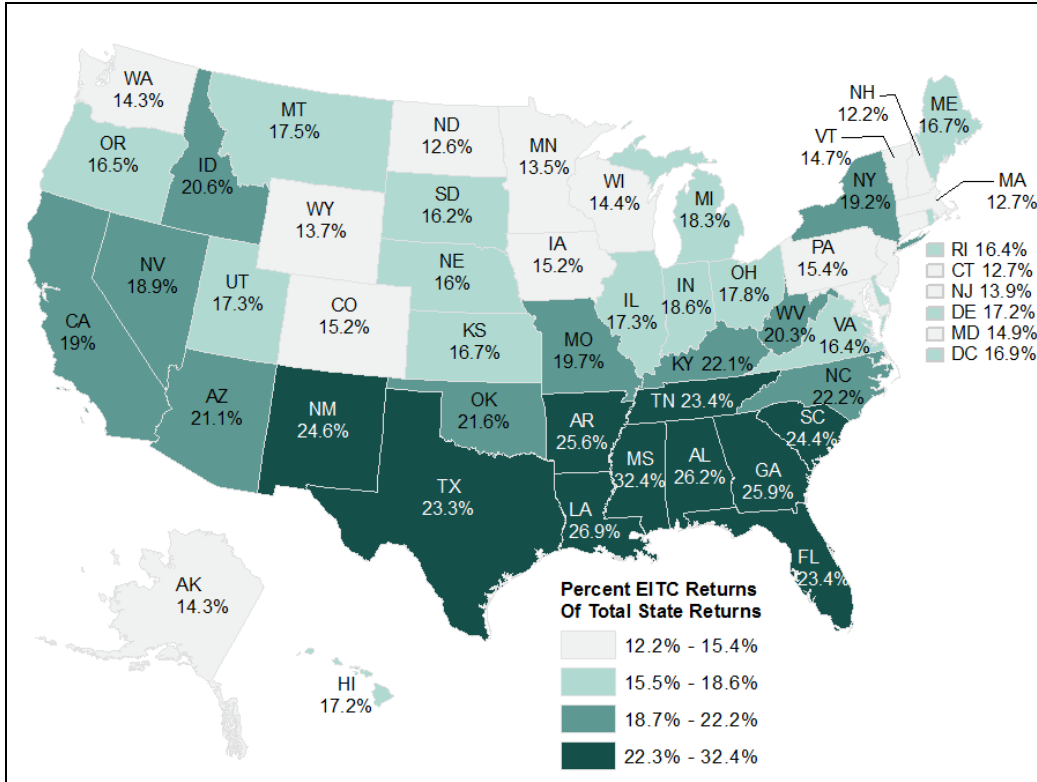 WA
14.3%
OR
16.5%
MT
17.5%
ID
20.6%
ND
12.6%
MN
13.5%
WI
14.4%
NH
12.2%
VT
14.7%
ME
16.7%
NY
19.2%
MA
12.7%
MI
18.3%
SD
16.2%
WY
13.7%
IA
15.2%
NE
16%
PA
15.4%
RI 16.4%
CT 12.7%
NJ 13.9%
DE 17.2%
MD 14.9%
DC 16.9%
NV
18.9%
UT
17.3%
CO
15.2%
CA
19%
KS
16.7%
MO
19.7%
IL
17.3%
IN
18.6%
OH
17.8%
WV
20.3%
VA
16.4%
KY 22.1%
NC
22.2%
TN 23.4%
AZ
21.1%
NM
24.6%
OK
21.6%
AR
25.6%
SC
24.4%
MS
32.4%
AL
26.2%
GA
25.9%
TX
23.3%
LA
26.9%
FL
23.4%
AK
14.3%
HI
17.2%
Percent EITC Returns
Of Total State Returns
12.2% - 15.4%
15.5% - 18.6%
18.7% - 22.2%
22.3% - 32.4%